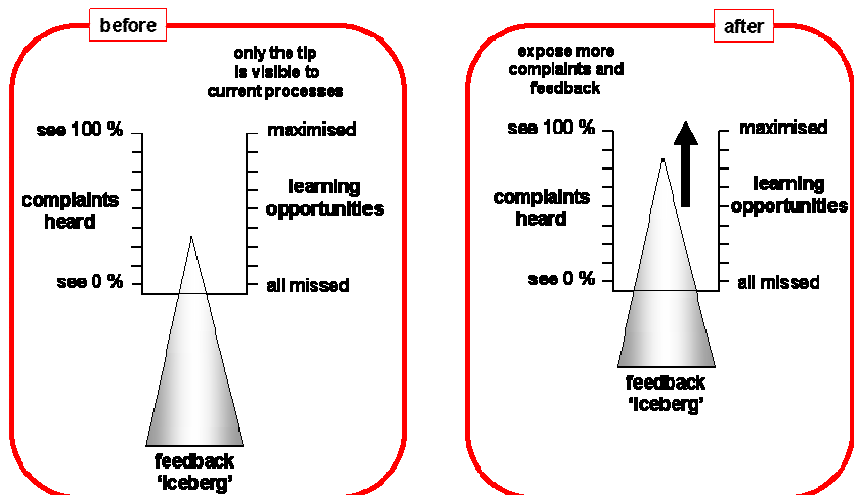 before
only the tip
is visible to
current processes
see 100 %
maximised
complaints
heard
learning
opportunities
see 0 %
all missed
feedback
'iceberg'
after
expose more
complaints and
feedback
see 100 %
maximised
complaints
heard
learning
opportunities
see 0 %
all missed
feedback
'iceberg'